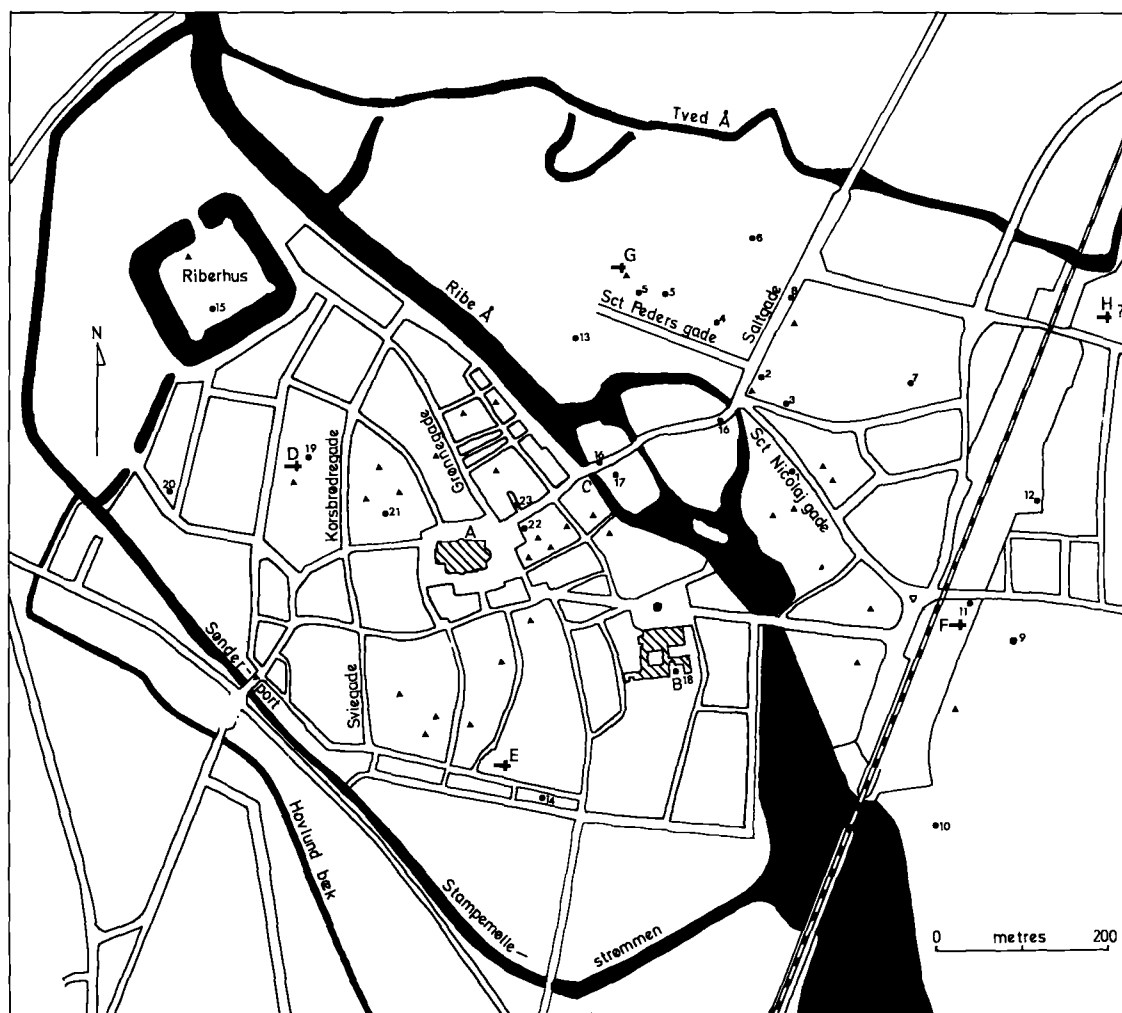 Tved Å
6
G
Riberhus
15
5
5
Sct Peders gade
4
Saltgade
8
H ?
N
Ribe Å
13
2
3
7
16
Grønnegade
Sct Nicolaj gade
D
19
Korsbrødregade
16
17
C
20
21
23
22
12
A
11
F
9
Sønder-
port
Sviegade
B
18
E
14
10
Hovlund bæk
Stampemølle-
strømmen
0 metres 200